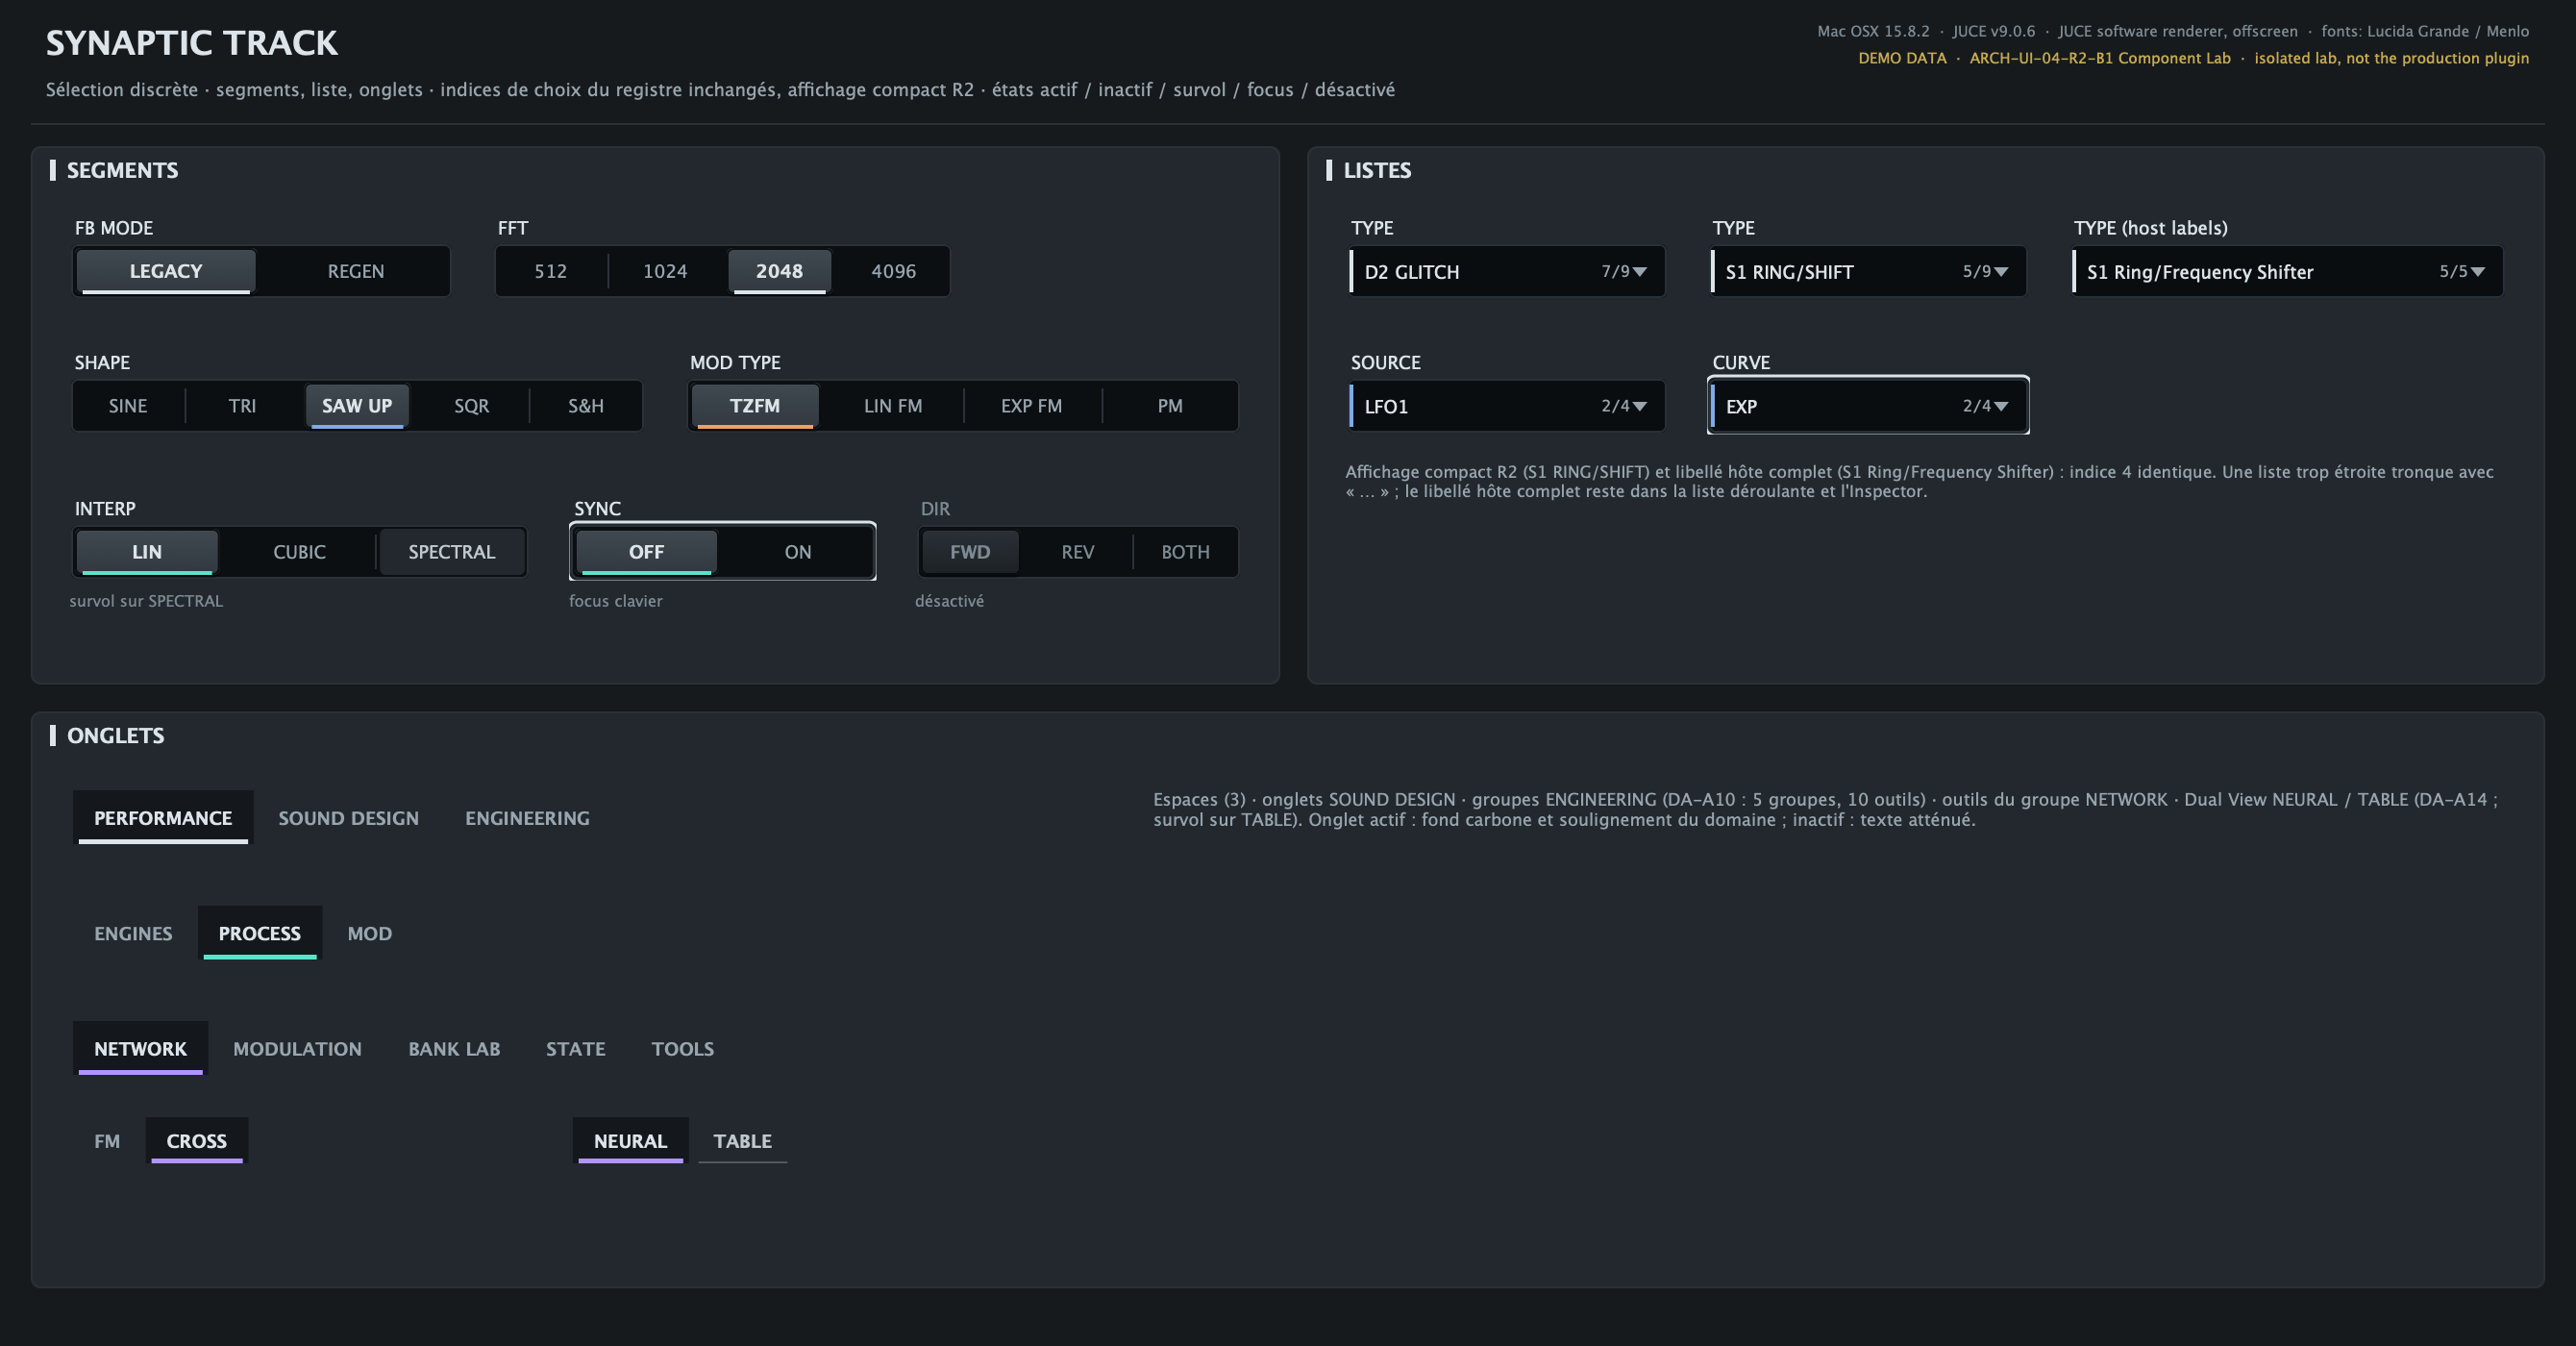 SYNAPTIC TRACK
Mac OSX 15.8.2 · JUCE v9.0.6 · JUCE software renderer, offscreen · fonts: Lucida Grande / Menlo
DEMO DATA · ARCH-UI-04-R2-B1 Component Lab · isolated lab, not the production plugin
Sélection discrète · segments, liste, onglets · indices de choix du registre inchangés, affichage compact R2 · états actif / inactif / survol / focus / désactivé
SEGMENTS
FB MODE
LEGACY REGEN
FFT
512 1024 2048 4096
SHAPE
SINE TRI SAW UP SQR S&H
MOD TYPE
TZFM LIN FM EXP FM PM
INTERP
LIN CUBIC SPECTRAL
survol sur SPECTRAL
SYNC
OFF ON
focus clavier
DIR
FWD REV BOTH
désactivé
LISTES
TYPE
D2 GLITCH 7/9
TYPE
S1 RING/SHIFT 5/9
TYPE (host labels)
S1 Ring/Frequency Shifter 5/5
SOURCE
LFO1 2/4
CURVE
EXP 2/4
Affichage compact R2 (S1 RING/SHIFT) et libellé hôte complet (S1 Ring/Frequency Shifter) : indice 4 identique. Une liste trop étroite tronque avec
« ... » ; le libellé hôte complet reste dans la liste déroulante et l'Inspector.
ONGLETS
PERFORMANCE SOUND DESIGN ENGINEERING
Espaces (3) · onglets SOUND DESIGN · groupes ENGINEERING (DA-A10 : 5 groupes, 10 outils) · outils du groupe NETWORK · Dual View NEURAL / TABLE (DA-A14 ;
survol sur TABLE). Onglet actif : fond carbone et soulignement du domaine ; inactif : texte atténué.
ENGINES PROCESS MOD
NETWORK MODULATION BANK LAB STATE TOOLS
FM CROSS
NEURAL TABLE